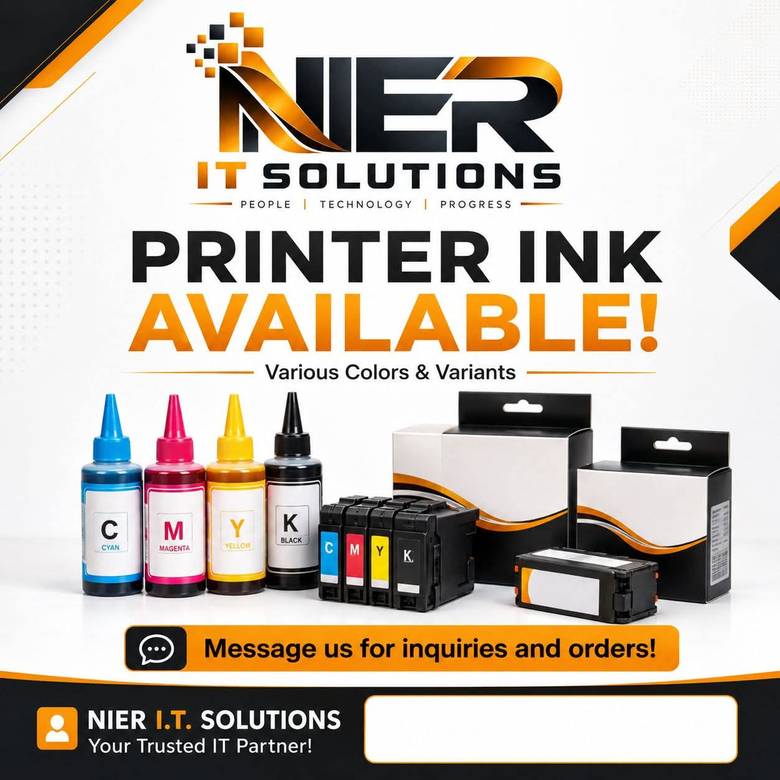 NIER
IT SOLUTIONS
PEOPLE | TECHNOLOGY | PROGRESS
PRINTER INK
AVAILABLE!
Various Colors & Variants
C
CYAN
M
MAGENTA
Y
YELLOW
K
BLACK
C
M
Y
K
Message us for inquiries and orders!
NIER I.T. SOLUTIONS
Your Trusted IT Partner!